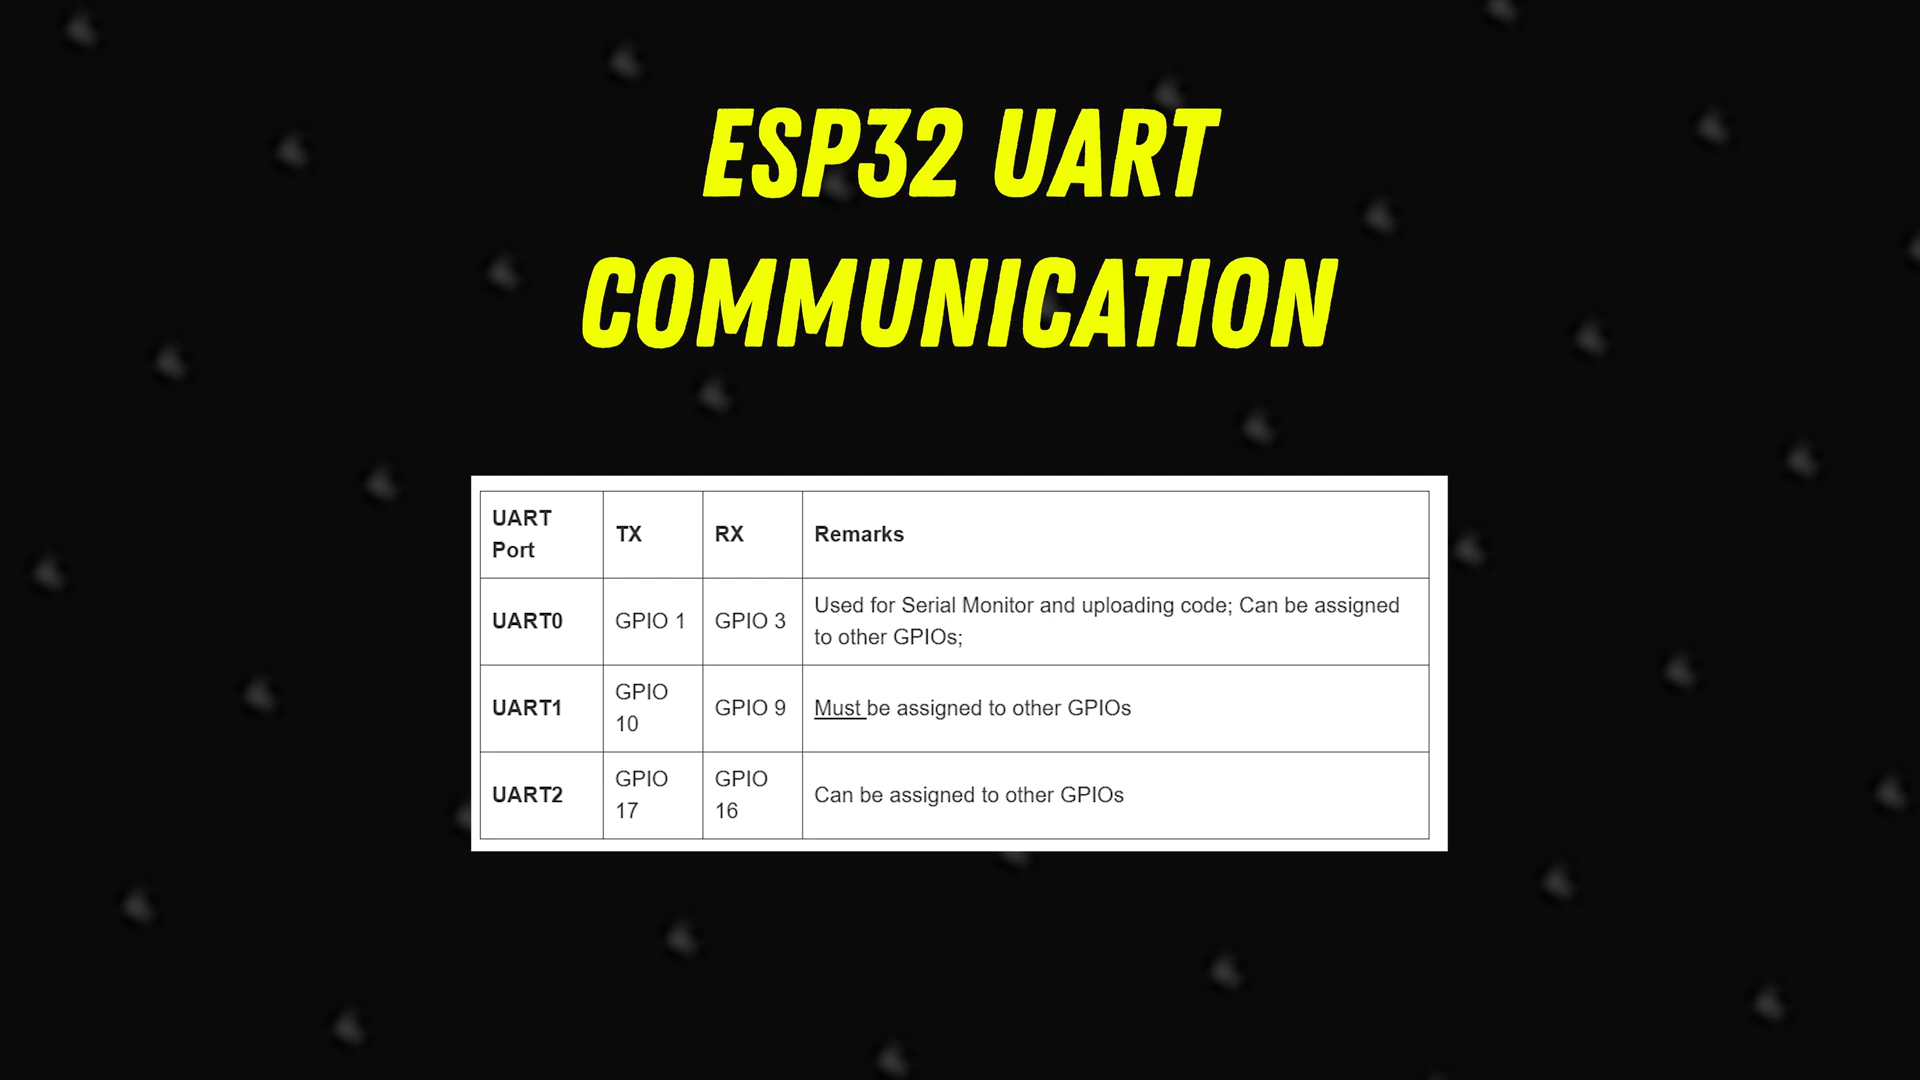 ESP32 UART
COMMUNICATION
UART
Port
TX
RX
Remarks
UART0
GPIO 1
GPIO 3
Used for Serial Monitor and uploading code; Can be assigned
to other GPIOs;
UART1
GPIO
10
GPIO 9
Must be assigned to other GPIOs
UART2
GPIO
17
GPIO
16
Can be assigned to other GPIOs